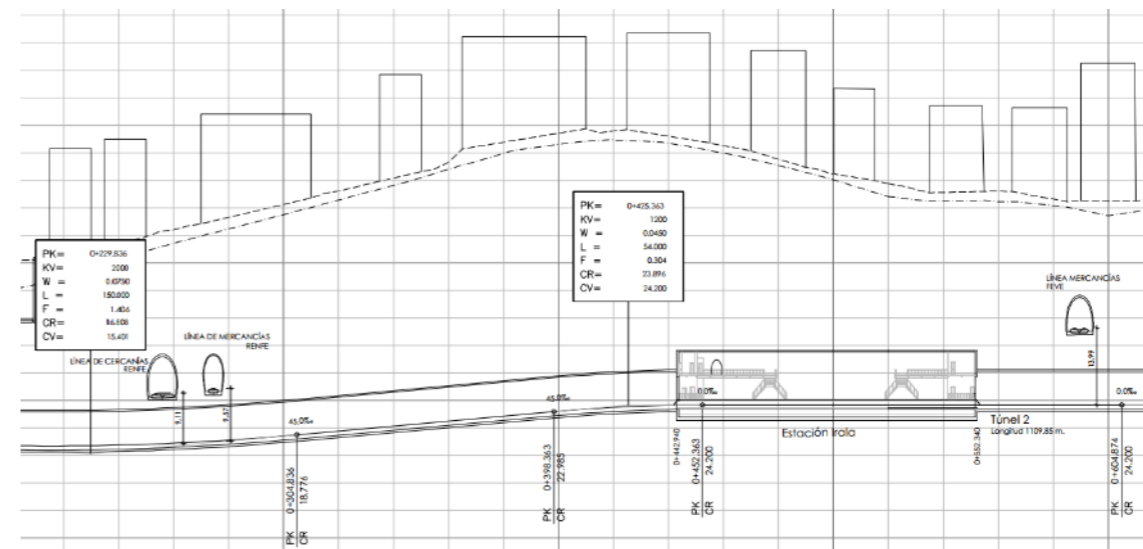 PK= 0+425.363
KV= 1200
W = 0.0450
L = 54.000
F = 0.304
CR= 23.896
CV= 24.200
PK= 0+229.836
KV= 2000
W = 0.0750
L = 150.000
F = 1.406
CR= 16.808
CV= 15.401
LÍNEA MERCANCÍAS
FEVE
LÍNEA DE MERCANCÍAS
RENFE
LÍNEA DE CERCANÍAS
RENFE
13,99
9,11
9,57
45.0‰
45.0‰
0.0‰
0.0‰
Túnel 2
Longitud 1109.85 m.
Estación Irala
0+442.940
0+552.340
PK 0+304.836
CR 18.776
PK 0+398.363
CR 22.985
PK 0+452.363
CR 24.200
PK 0+604.874
CR 24.200